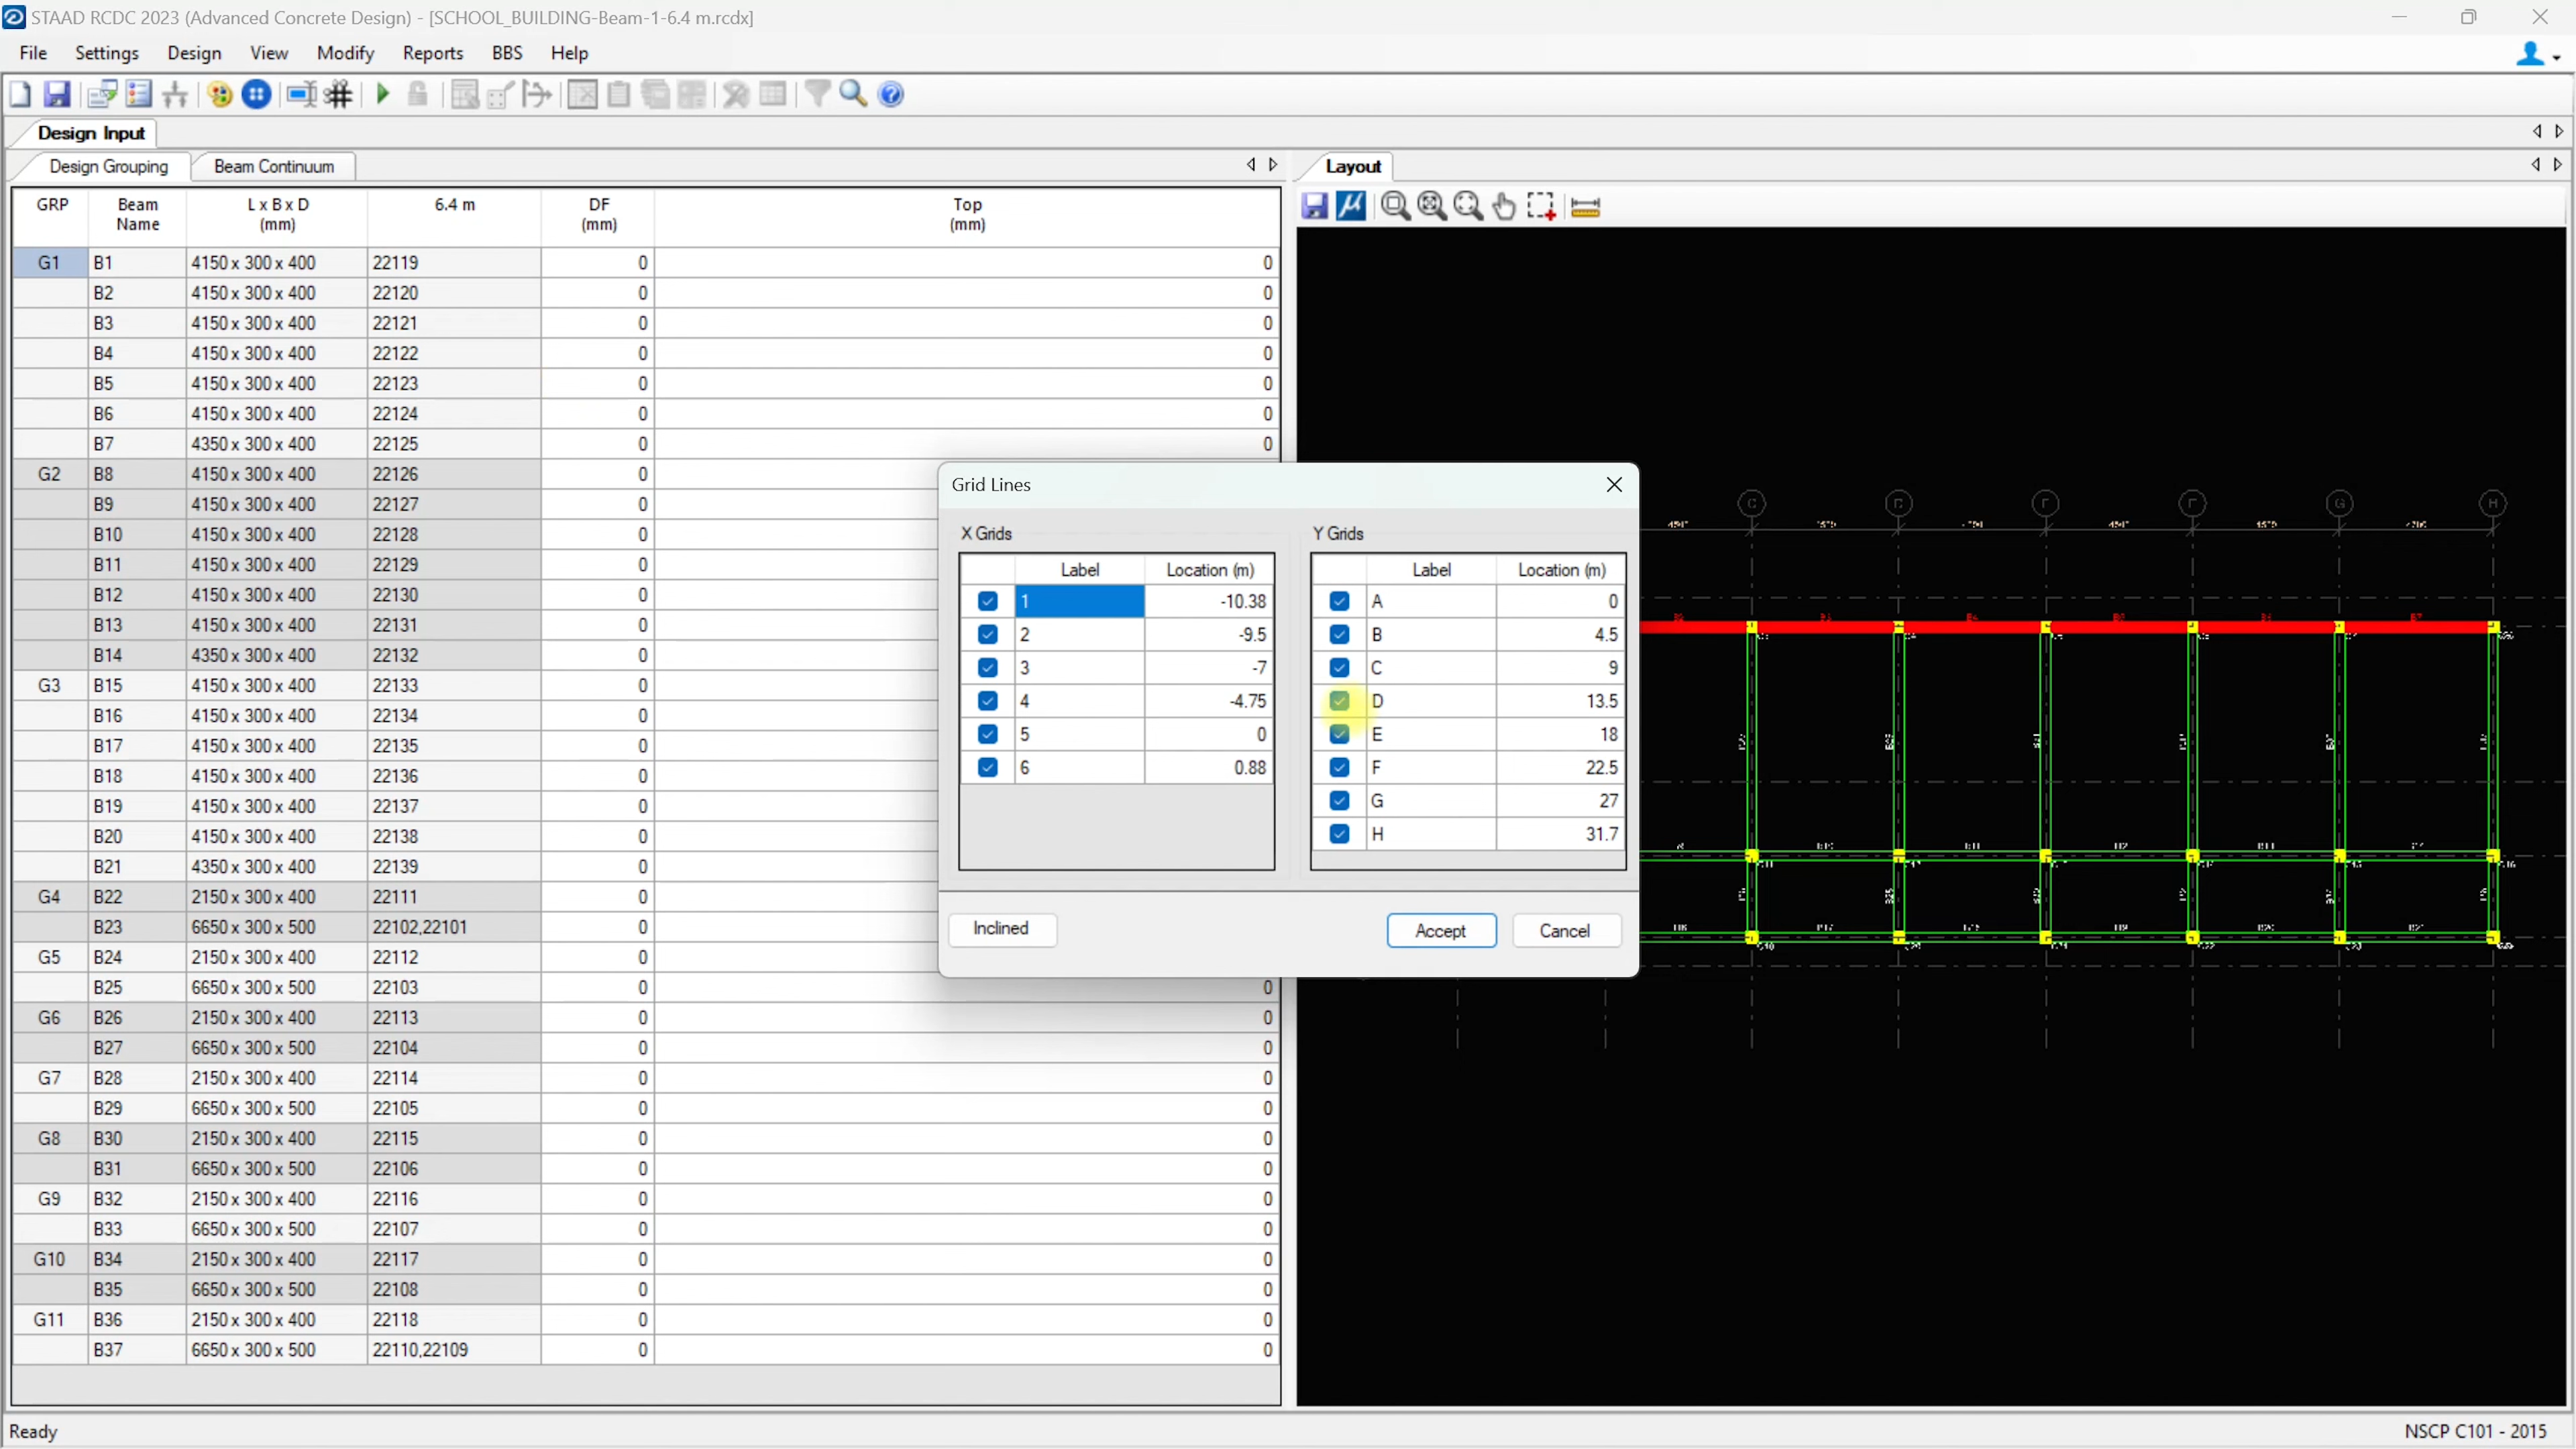 STAAD RCDC 2023 (Advanced Concrete Design) - [SCHOOL_BUILDING-Beam-1-6.4 m.rcdx]
File Settings Design View Modify Reports BBS Help
Design Input
Design Grouping Beam Continuum Layout
GRP Beam Name L x B x D (mm) 6.4 m DF (mm) Top (mm)
G1 B1 4150 x 300 x 400 22119 0 0
B2 4150 x 300 x 400 22120 0 0
B3 4150 x 300 x 400 22121 0 0
B4 4150 x 300 x 400 22122 0 0
B5 4150 x 300 x 400 22123 0 0
B6 4150 x 300 x 400 22124 0 0
B7 4350 x 300 x 400 22125 0 0
G2 B8 4150 x 300 x 400 22126 0
B9 4150 x 300 x 400 22127 0
B10 4150 x 300 x 400 22128 0
B11 4150 x 300 x 400 22129 0
B12 4150 x 300 x 400 22130 0
B13 4150 x 300 x 400 22131 0
B14 4350 x 300 x 400 22132 0
G3 B15 4150 x 300 x 400 22133 0
B16 4150 x 300 x 400 22134 0
B17 4150 x 300 x 400 22135 0
B18 4150 x 300 x 400 22136 0
B19 4150 x 300 x 400 22137 0
B20 4150 x 300 x 400 22138 0
B21 4350 x 300 x 400 22139 0
G4 B22 2150 x 300 x 400 22111 0
B23 6650 x 300 x 500 22102,22101 0
G5 B24 2150 x 300 x 400 22112 0
B25 6650 x 300 x 500 22103 0 0
G6 B26 2150 x 300 x 400 22113 0 0
B27 6650 x 300 x 500 22104 0 0
G7 B28 2150 x 300 x 400 22114 0 0
B29 6650 x 300 x 500 22105 0 0
G8 B30 2150 x 300 x 400 22115 0 0
B31 6650 x 300 x 500 22106 0 0
G9 B32 2150 x 300 x 400 22116 0 0
B33 6650 x 300 x 500 22107 0 0
G10 B34 2150 x 300 x 400 22117 0 0
B35 6650 x 300 x 500 22108 0 0
G11 B36 2150 x 300 x 400 22118 0 0
B37 6650 x 300 x 500 22110,22109 0 0
Grid Lines
X Grids
Label Location (m)
1 -10.38
2 -9.5
3 -7
4 -4.75
5 0
6 0.88
Y Grids
Label Location (m)
A 0
B 4.5
C 9
D 13.5
E 18
F 22.5
G 27
H 31.7
Inclined Accept Cancel
G H
Ready NSCP C101 - 2015